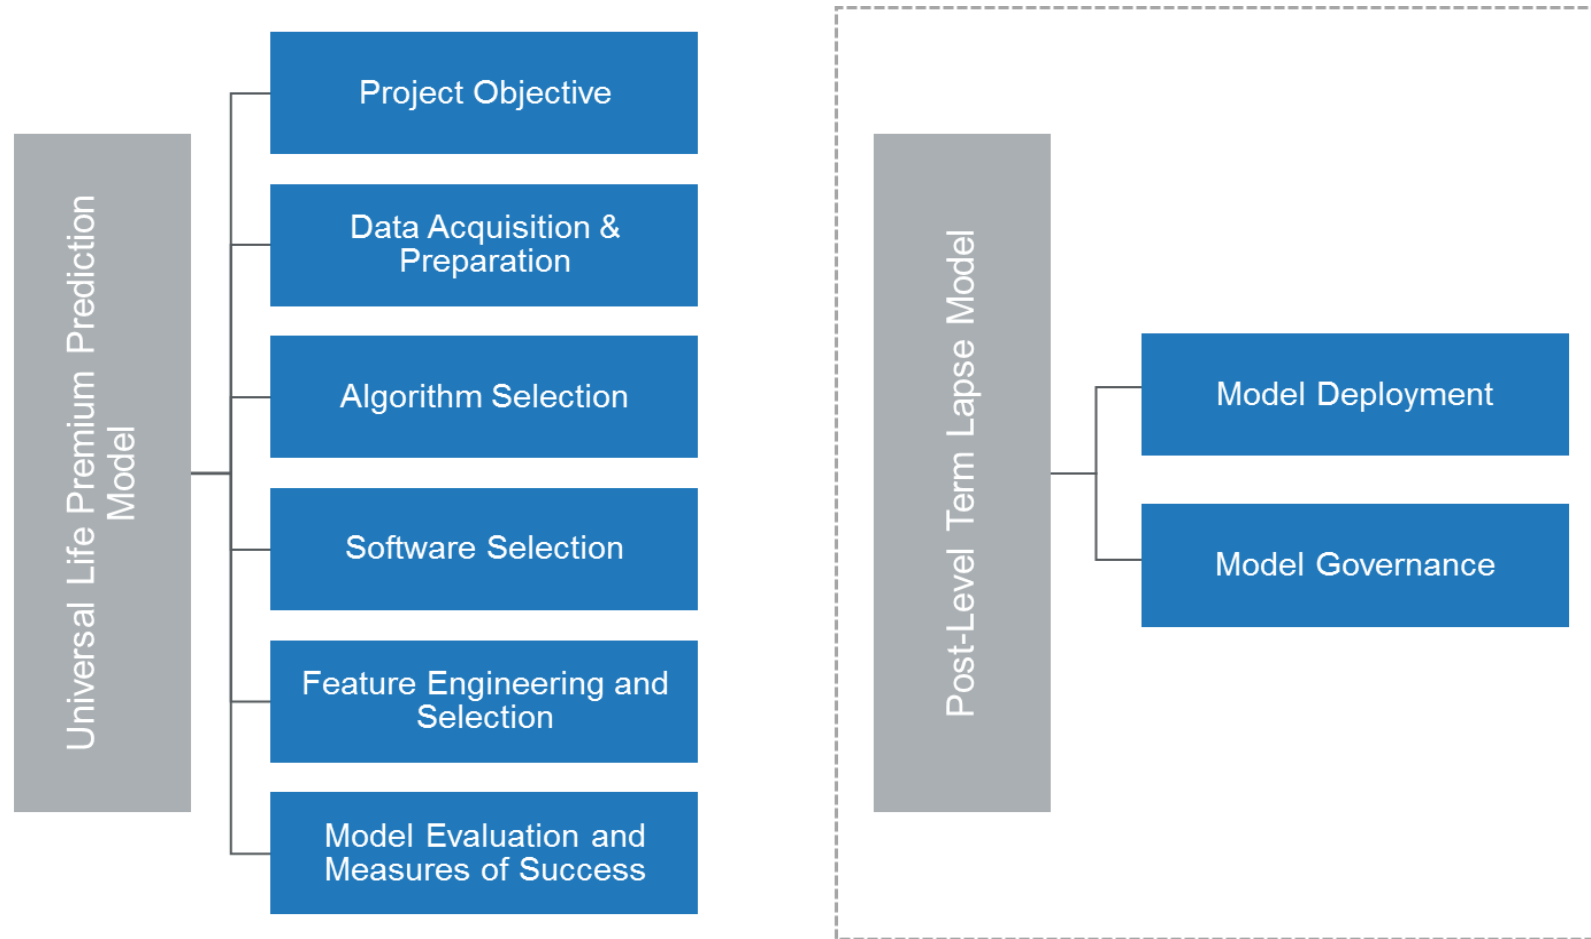 Universal Life Premium Prediction
Model
Project Objective
Data Acquisition &
Preparation
Algorithm Selection
Software Selection
Feature Engineering and
Selection
Model Evaluation and
Measures of Success
Post-Level Term Lapse Model
Model Deployment
Model Governance